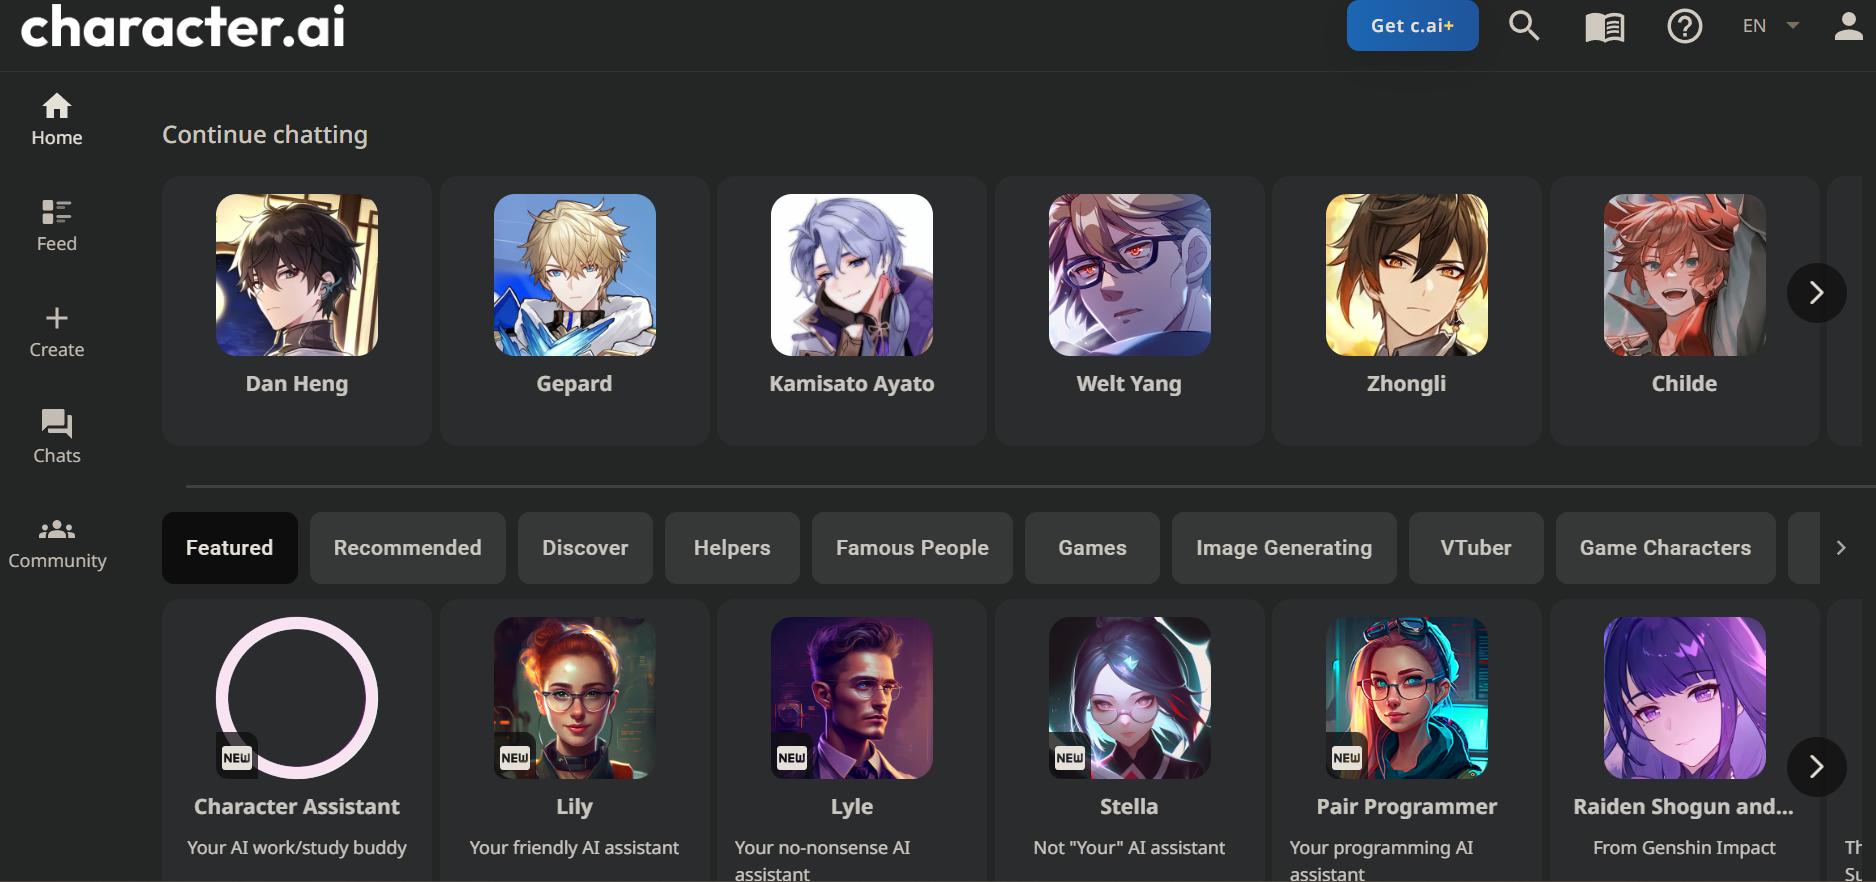 character.ai
Get c.ai+
EN
Home
Feed
Create
Chats
Community
Continue chatting
Dan Heng
Gepard
Kamisato Ayato
Welt Yang
Zhongli
Childe
Featured
Recommended
Discover
Helpers
Famous People
Games
Image Generating
VTuber
Game Characters
NEW
NEW
NEW
NEW
NEW
Character Assistant
Your AI work/study buddy
Lily
Your friendly AI assistant
Lyle
Your no-nonsense AI
assistant
Stella
Not "Your" AI assistant
Pair Programmer
Your programming AI
assistant
Raiden Shogun and...
From Genshin Impact